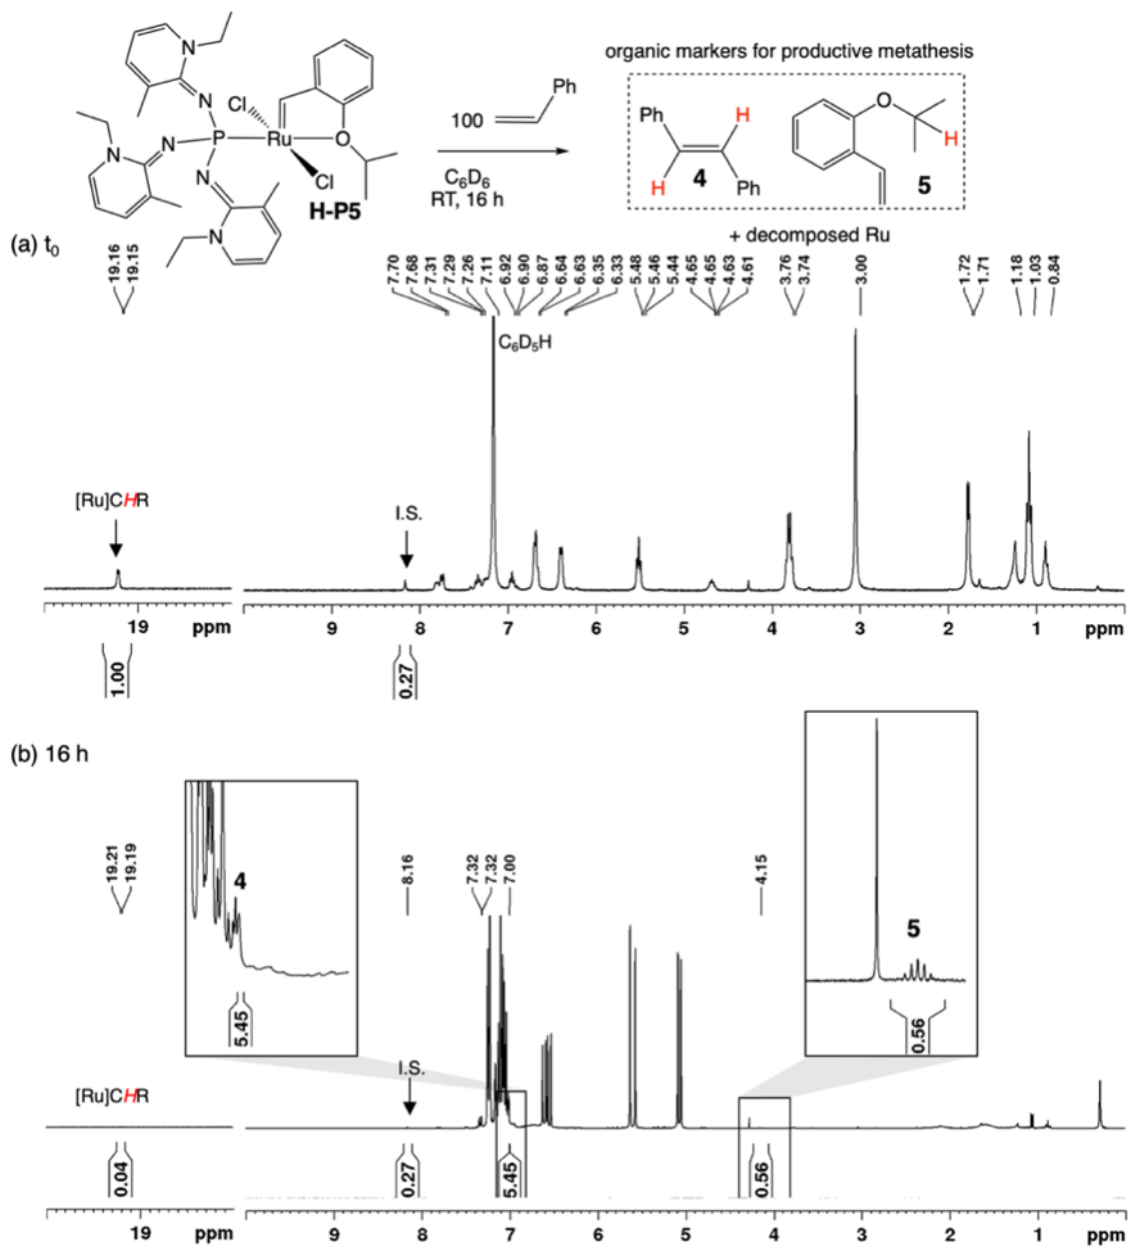 organic markers for productive metathesis
N
N
Cl
Ph
O
H
100
Ph
H
N
N
P
Ru
O
Ph
4
H
Ph
5
N
Cl
C6D6
RT, 16 h
H-P5
N
+ decomposed Ru
(a) t0
19.16
19.15
7.70
7.68
7.31
7.29
7.26
7.11
6.92
6.90
6.87
6.64
6.63
6.35
6.33
5.48
5.46
5.44
4.65
4.65
4.63
4.61
3.76
3.74
3.00
1.72
1.71
1.18
1.03
0.84
C6D5H
[Ru]CHR
I.S.
19 ppm 9 8 7 6 5 4 3 2 1 ppm
1.00
0.27
(b) 16 h
19.21
19.19
8.16
7.32
7.32
7.00
4.15
4
5.45
5
0.56
[Ru]CHR
I.S.
0.04
0.27
5.45
0.56
19 ppm 9 8 7 6 5 4 3 2 1 ppm